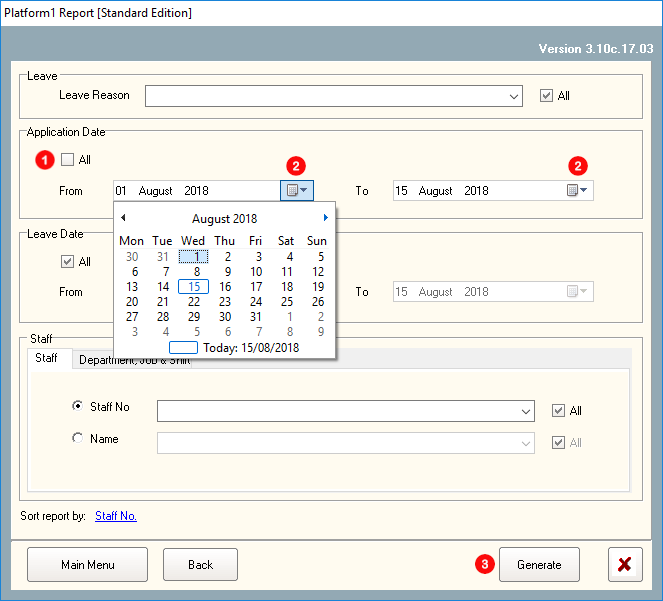 Platform1 Report [Standard Edition]
Version 3.10c.17.03
Leave
Leave Reason All
Application Date
1 All 2 2
From 01 August 2018 To 15 August 2018
August 2018
Leave Date
Mon Tue Wed Thu Fri Sat Sun
All 30 31 1 2 3 4 5
6 7 8 9 10 11 12
From 13 14 15 16 17 18 19 To 15 August 2018
20 21 22 23 24 25 26
27 28 29 30 31 1 2
3 4 5 6 7 8 9
Staff
Today: 15/08/2018
Staff Department, Job & Shift
Staff No All
Name All
Sort report by: Staff No.
Main Menu Back 3 Generate